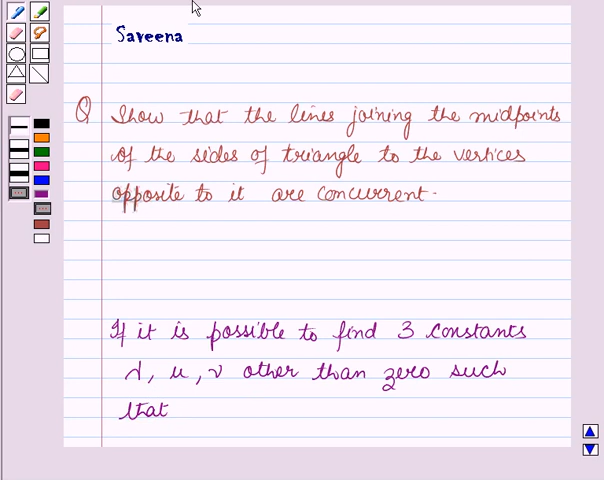 Saveena
Q Show that the lines joining the midpoints
of the sides of triangle to the vertices
opposite to it are concurrent.
If it is possible to find 3 constants
λ, μ, ν other than zero such
that